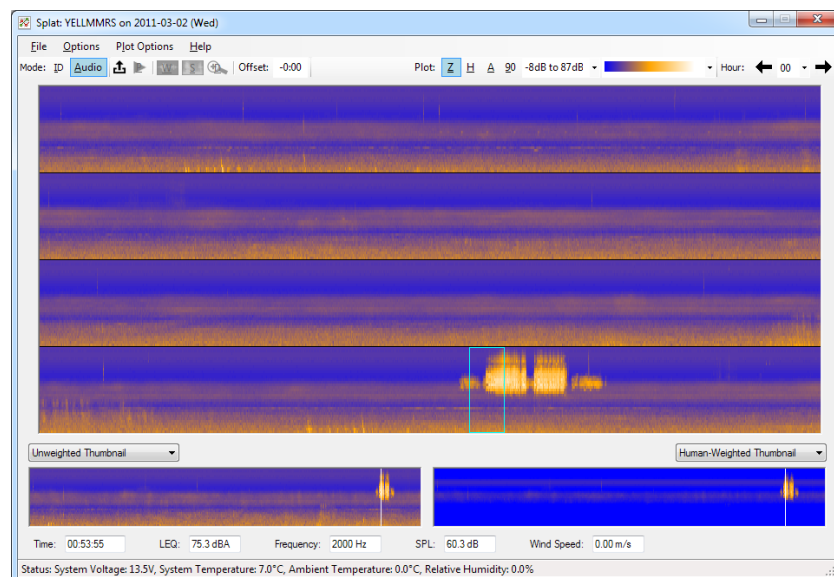 Splat: YELLMMRS on 2011-03-02 (Wed)
File Options Plot Options Help
Mode: ID Audio Offset: -0:00 Plot: Z H A 90 -8dB to 87dB Hour: 00
Unweighted Thumbnail Human-Weighted Thumbnail
Time: 00:53:55 LEQ: 75.3 dBA Frequency: 2000 Hz SPL: 60.3 dB Wind Speed: 0.00 m/s
Status: System Voltage: 13.5V, System Temperature: 7.0°C, Ambient Temperature: 0.0°C, Relative Humidity: 0.0%